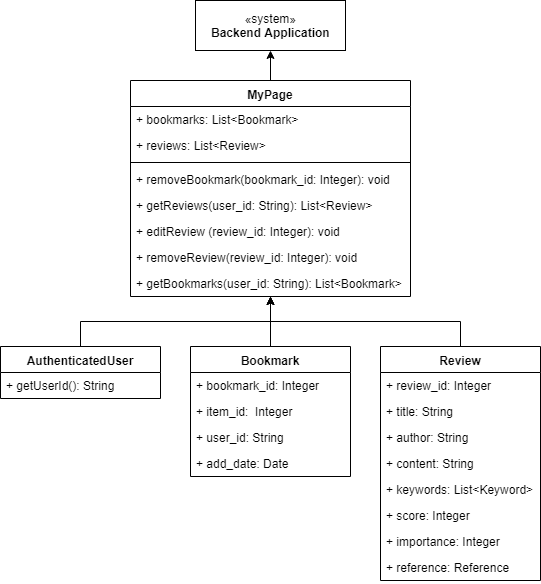 «system»
Backend Application
MyPage
+ bookmarks: List<Bookmark>
+ reviews: List<Review>
+ removeBookmark(bookmark_id: Integer): void
+ getReviews(user_id: String): List<Review>
+ editReview (review_id: Integer): void
+ removeReview(review_id: Integer): void
+ getBookmarks(user_id: String): List<Bookmark>
AuthenticatedUser
+ getUserId(): String
Bookmark
+ bookmark_id: Integer
+ item_id:  Integer
+ user_id: String
+ add_date: Date
Review
+ review_id: Integer
+ title: String
+ author: String
+ content: String
+ keywords: List<Keyword>
+ score: Integer
+ importance: Integer
+ reference: Reference